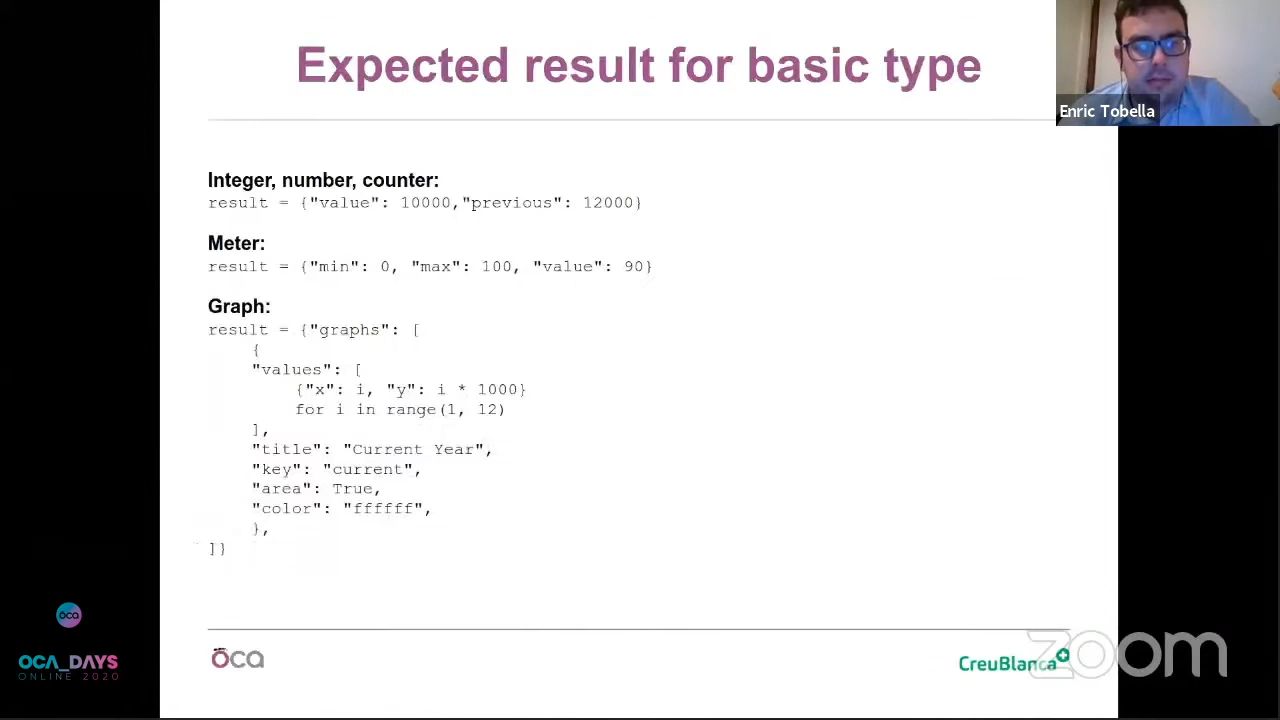 Expected result for basic type
Enric Tobella
Integer, number, counter:
result = {"value": 10000,"previous": 12000}
Meter:
result = {"min": 0, "max": 100, "value": 90}
Graph:
result = {"graphs": [
{
"values": [
{"x": i, "y": i * 1000}
for i in range(1, 12)
],
"title": "Current Year",
"key": "current",
"area": True,
"color": "ffffff",
},
]}
oca
OCA_DAYS
ONLINE 2020
öca
CreuBlanca
zoom